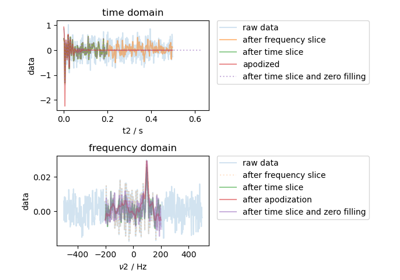 time domain
data
1
0
−1
−2
0.0
0.2
0.4
0.6
t2 / s
raw data
after frequency slice
after time slice
apodized
after time slice and zero filling
frequency domain
data
0.02
0.00
−400
−200
0
200
400
ν2 / Hz
raw data
after frequency slice
after time slice
after apodization
after time slice and zero filling